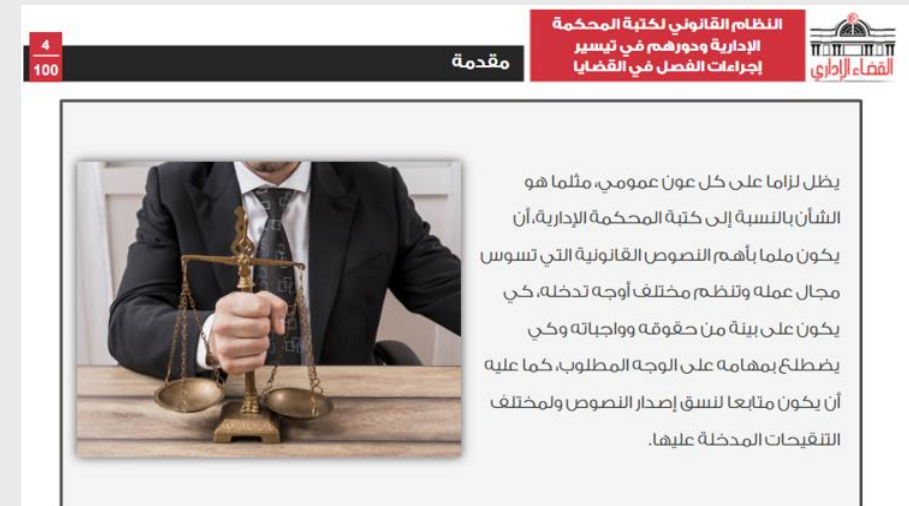 النظام القانوني لكتبة المحكمة
الإدارية ودورهم في تيسير
إجراءات الفصل في القضايا
القضاء الإداري
مقدمة
4
100
يظل لزاما على كل عون عمومي، مثلما هو
الشأن بالنسبة إلى كتبة المحكمة الإدارية، أن
يكون ملما بأهم النصوص القانونية التي تسوس
مجال عمله وتنظم مختلف أوجه تدخله، كي
يكون على بينة من حقوقه وواجباته وكي
يضطلع بمهامه على الوجه المطلوب، كما عليه
أن يكون متابعا لنسق إصدار النصوص ولمختلف
التنقيحات المدخلة عليها.